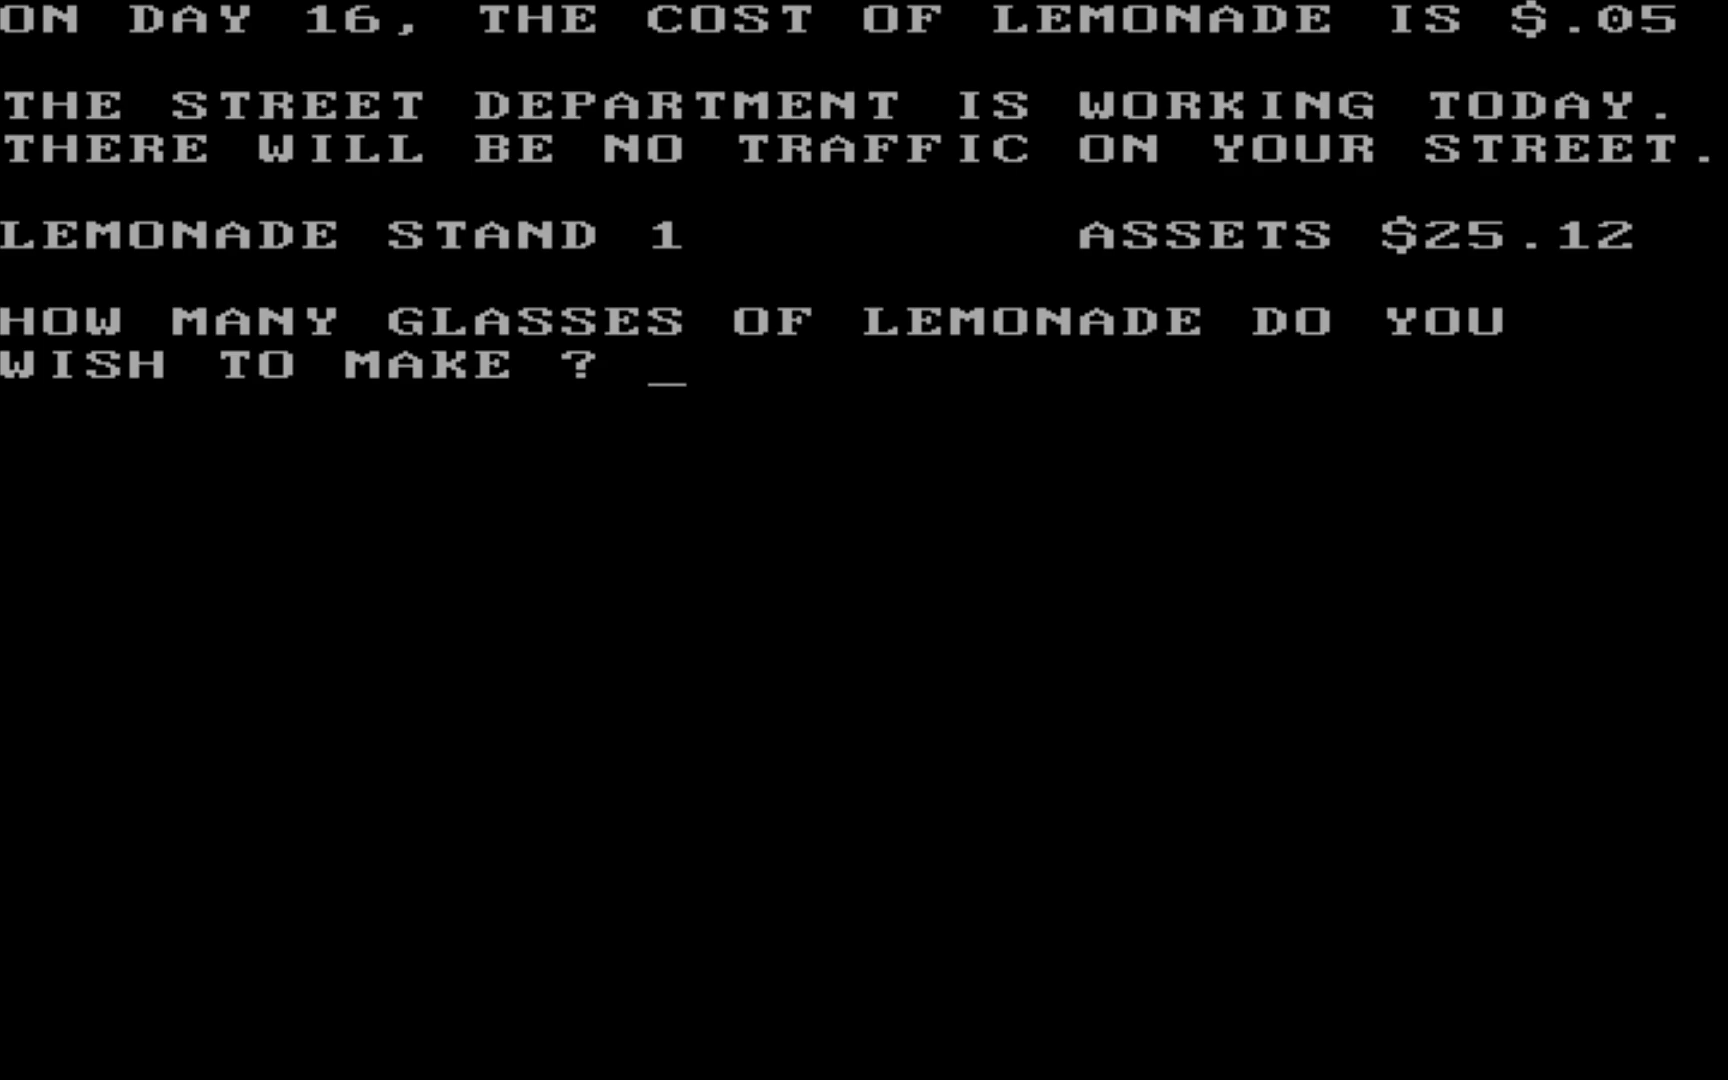 ON DAY 16, THE COST OF LEMONADE IS $.05
THE STREET DEPARTMENT IS WORKING TODAY.
THERE WILL BE NO TRAFFIC ON YOUR STREET.
LEMONADE STAND 1 ASSETS $25.12
HOW MANY GLASSES OF LEMONADE DO YOU
WISH TO MAKE ? _